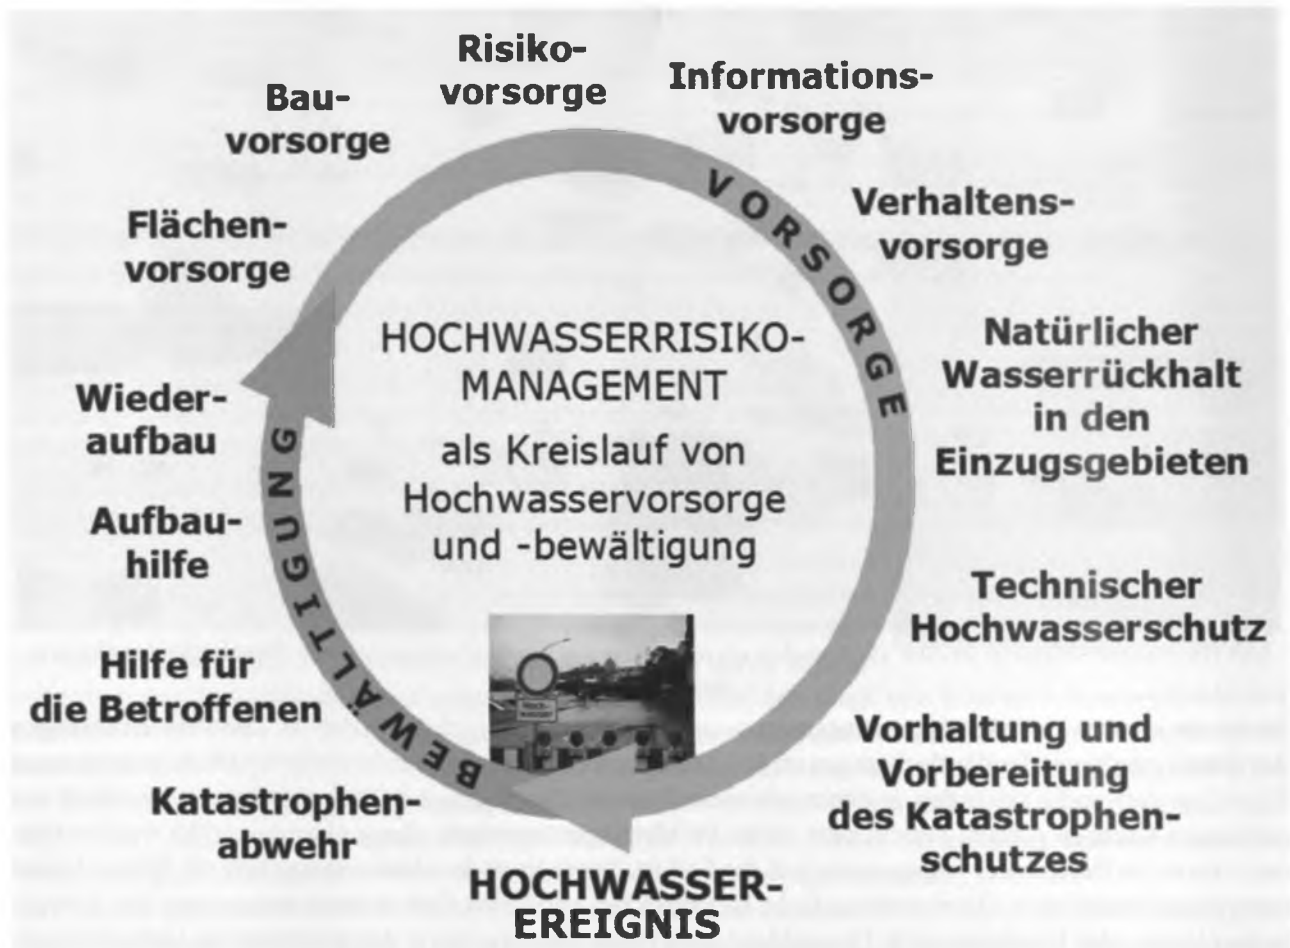 Risiko-
vorsorge
Informations-
vorsorge
Bau-
vorsorge
Verhaltens-
vorsorge
Flächen-
vorsorge
VORSORGE
HOCHWASSERRISIKO-
MANAGEMENT
als Kreislauf von
Hochwasservorsorge
und -bewältigung
Natürlicher
Wasserrückhalt
in den
Einzugsgebieten
Wieder-
aufbau
Aufbau-
hilfe
BEWÄLTIGUNG
Technischer
Hochwasserschutz
Hilfe für
die Betroffenen
Vorhaltung und
Vorbereitung
des Katastrophen-
schutzes
Katastrophen-
abwehr
HOCHWASSER-
EREIGNIS